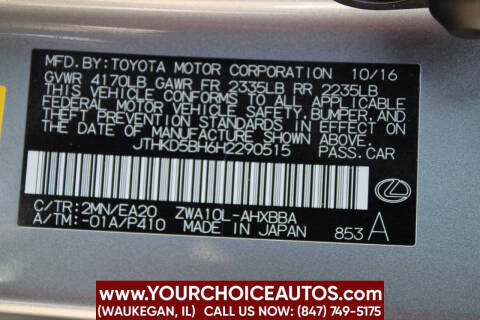 MFD.BY:TOYOTA MOTOR CORPORATION 10/16
GVWR 4170LB GAWR FR 2335LB RR 2235LB
THIS VEHICLE CONFORMS TO ALL APPLICABLE
FEDERAL MOTOR VEHICLE SAFETY,BUMPER,AND
THEFT PREVENTION STANDARDS IN EFFECT ON
THE DATE OF MANUFACTURE SHOWN ABOVE.
JTHKD5BH6H2290515 PASS.CAR
C/TR:2MN/EA20 ZWA10L-AHXBBA
A/TM:-01A/P410 MADE IN JAPAN 853 A
WWW.YOURCHOICEAUTOS.COM
(WAUKEGAN, IL) CALL US NOW: (847) 749-5175